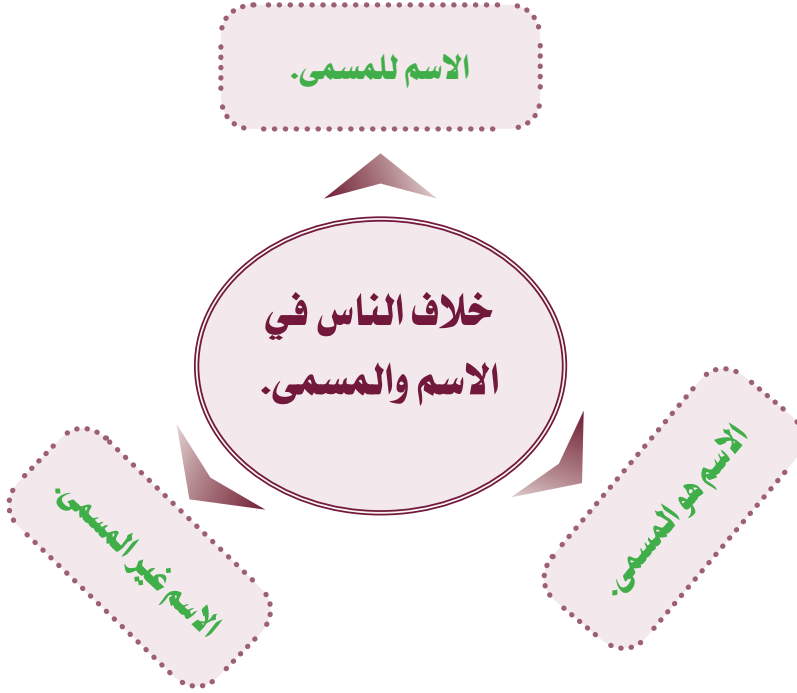 الاسم للمسمى.
خلاف الناس في
الاسم والمسمى.
الاسم هو المسمى.
الاسم غير المسمى.